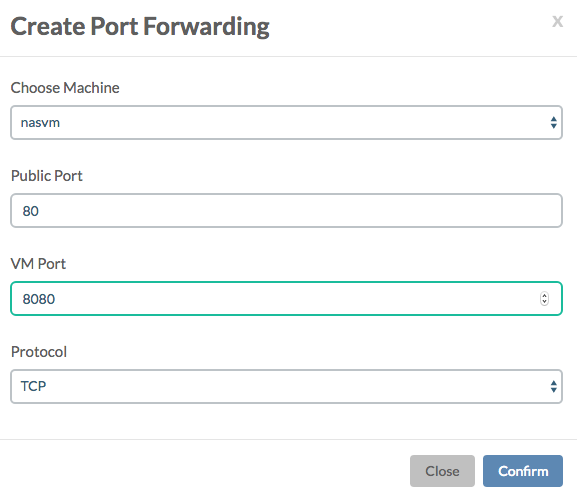 Create Port Forwarding
x
Choose Machine
nasvm
Public Port
80
VM Port
8080
Protocol
TCP
Close Confirm